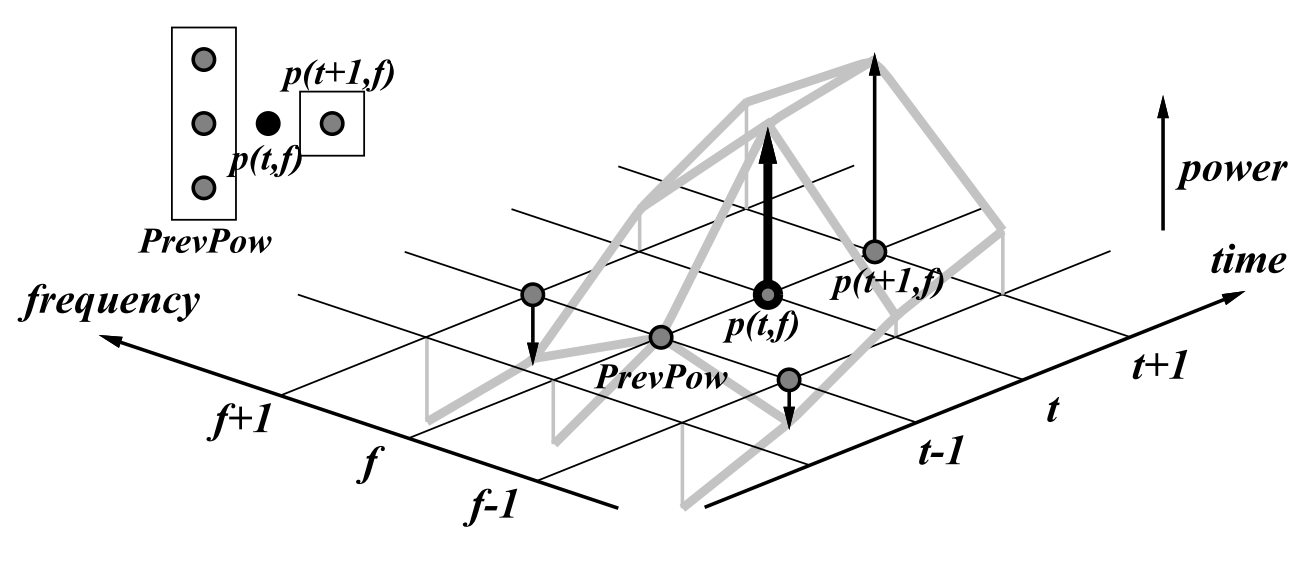 p(t+1,f)
p(t,f)
PrevPow
power
time
frequency
p(t+1,f)
p(t,f)
PrevPow
t+1
t
t-1
f+1
f
f-1